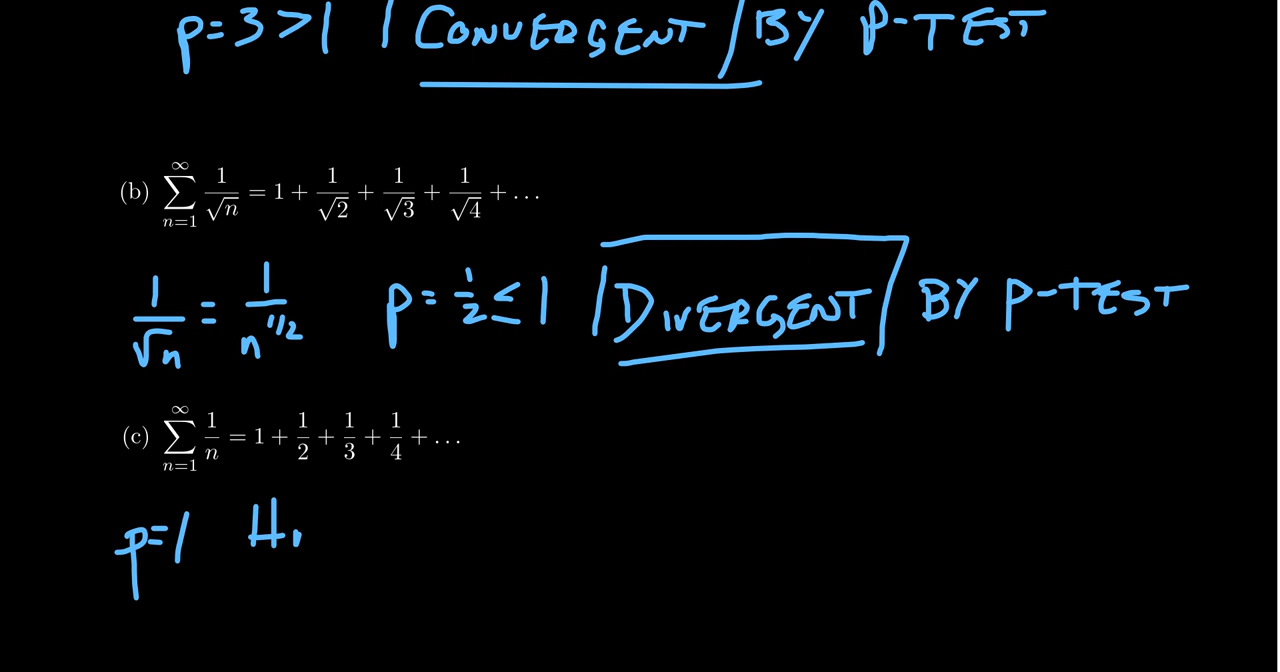 p=3>1 CONVERGENT BY P-TEST
(b) ∑_{n=1}^{∞} 1/√n = 1 + 1/√2 + 1/√3 + 1/√4 + ...
1/√n = 1/n^{1/2} p = 1/2 ≤ 1 DIVERGENT BY P-TEST
(c) ∑_{n=1}^{∞} 1/n = 1 + 1/2 + 1/3 + 1/4 + ...
p=1 H